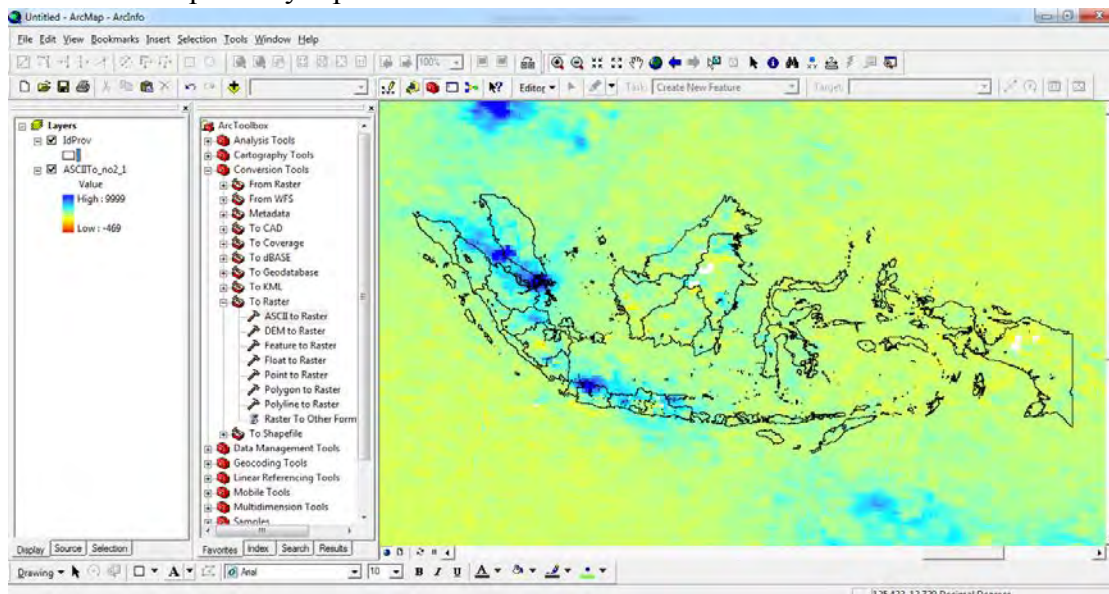 Untitled - ArcMap - ArcInfo
File Edit View Bookmarks Insert Selection Tools Window Help
100%
Editor Task: Create New Feature Target:
Layers
IdProv
ASCIITo_no2_1
Value
High : 9999
Low : -469
Display Source Selection
ArcToolbox
Analysis Tools
Cartography Tools
Conversion Tools
From Raster
From WFS
Metadata
To CAD
To Coverage
To dBASE
To Geodatabase
To KML
To Raster
ASCII to Raster
DEM to Raster
Feature to Raster
Float to Raster
Point to Raster
Polygon to Raster
Polyline to Raster
Raster To Other Form
To Shapefile
Data Management Tools
Geocoding Tools
Linear Referencing Tools
Mobile Tools
Multidimension Tools
Samples
Favorites Index Search Results
Drawing A Arial 10 B I U A
Decimal Degrees